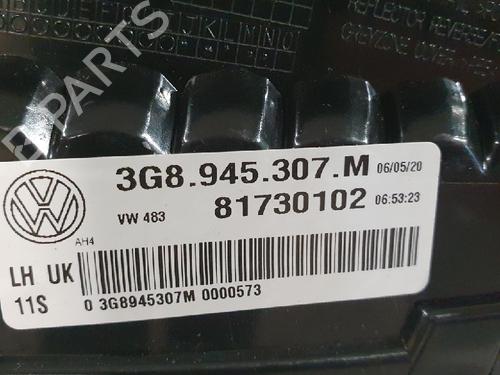 B-PARTS
3G8.945.307.M 06/05/20
VW 483 81730102 06:53:23
AH4
LH UK
11S 0 3G8945307M 0000573